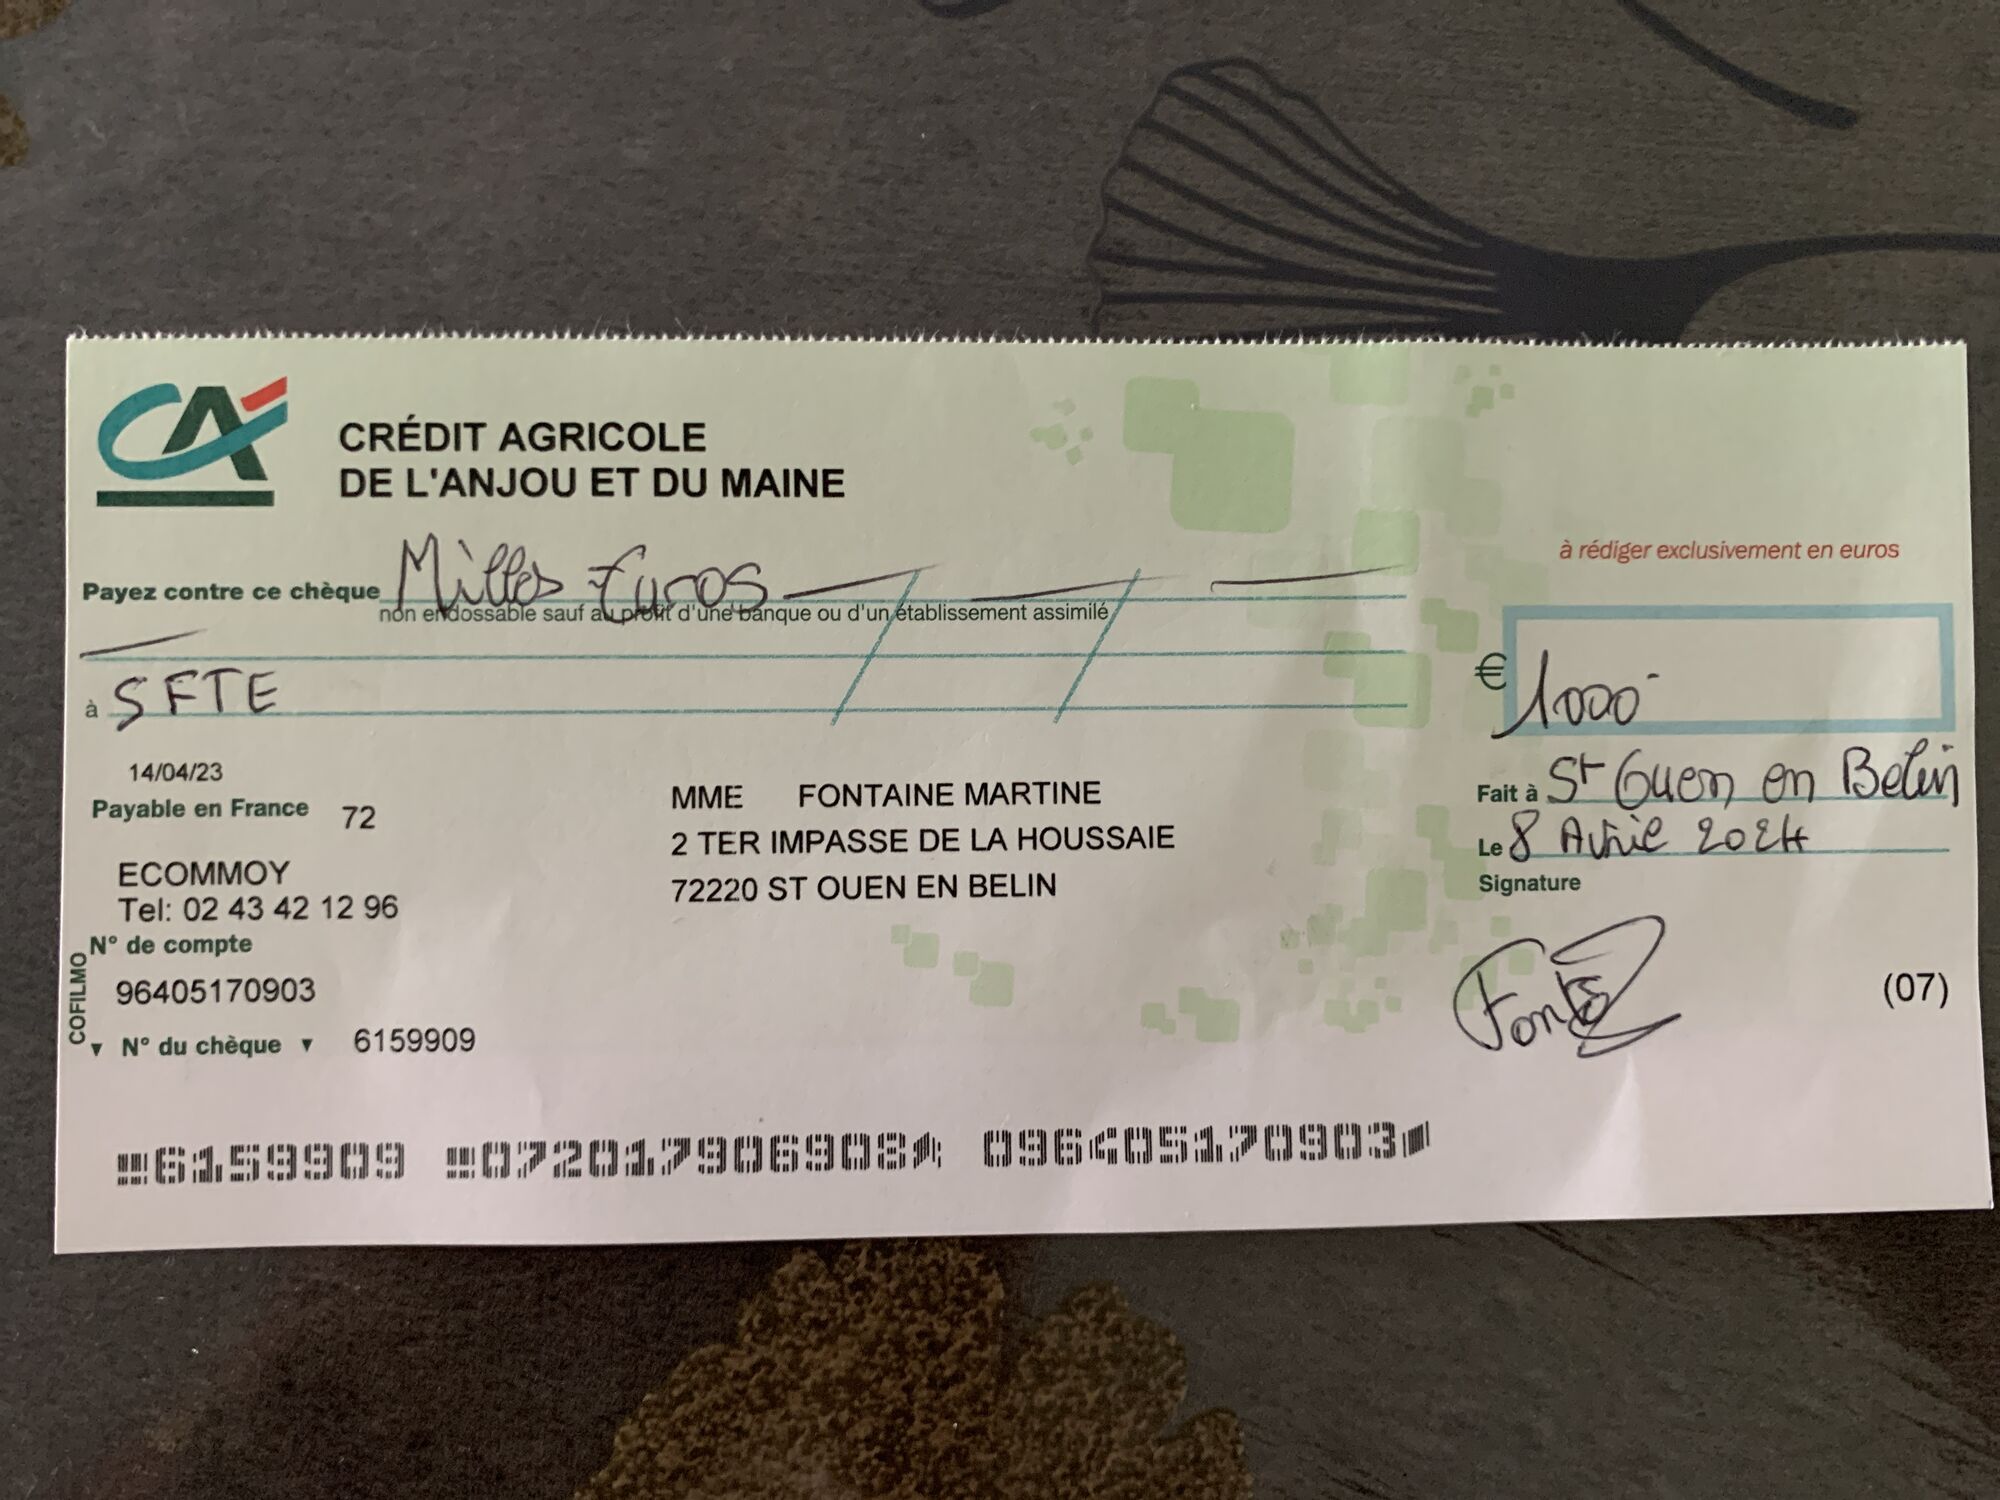 CA
CRÉDIT AGRICOLE
DE L'ANJOU ET DU MAINE
à rédiger exclusivement en euros
Payez contre ce chèque Milles Euros
non endossable sauf au profit d'une banque ou d'un établissement assimilé
€ 1000
à SFTE
14/04/23
Payable en France 72
ECOMMOY
Tel: 02 43 42 12 96
MME FONTAINE MARTINE
2 TER IMPASSE DE LA HOUSSAIE
72220 ST OUEN EN BELIN
Fait à St Ouen en Belin
Le 8 Avril 2024
Signature
Fonta
(07)
COFILMO
N° de compte
96405170903
N° du chèque 6159909
6159909 072017906908 096405170903